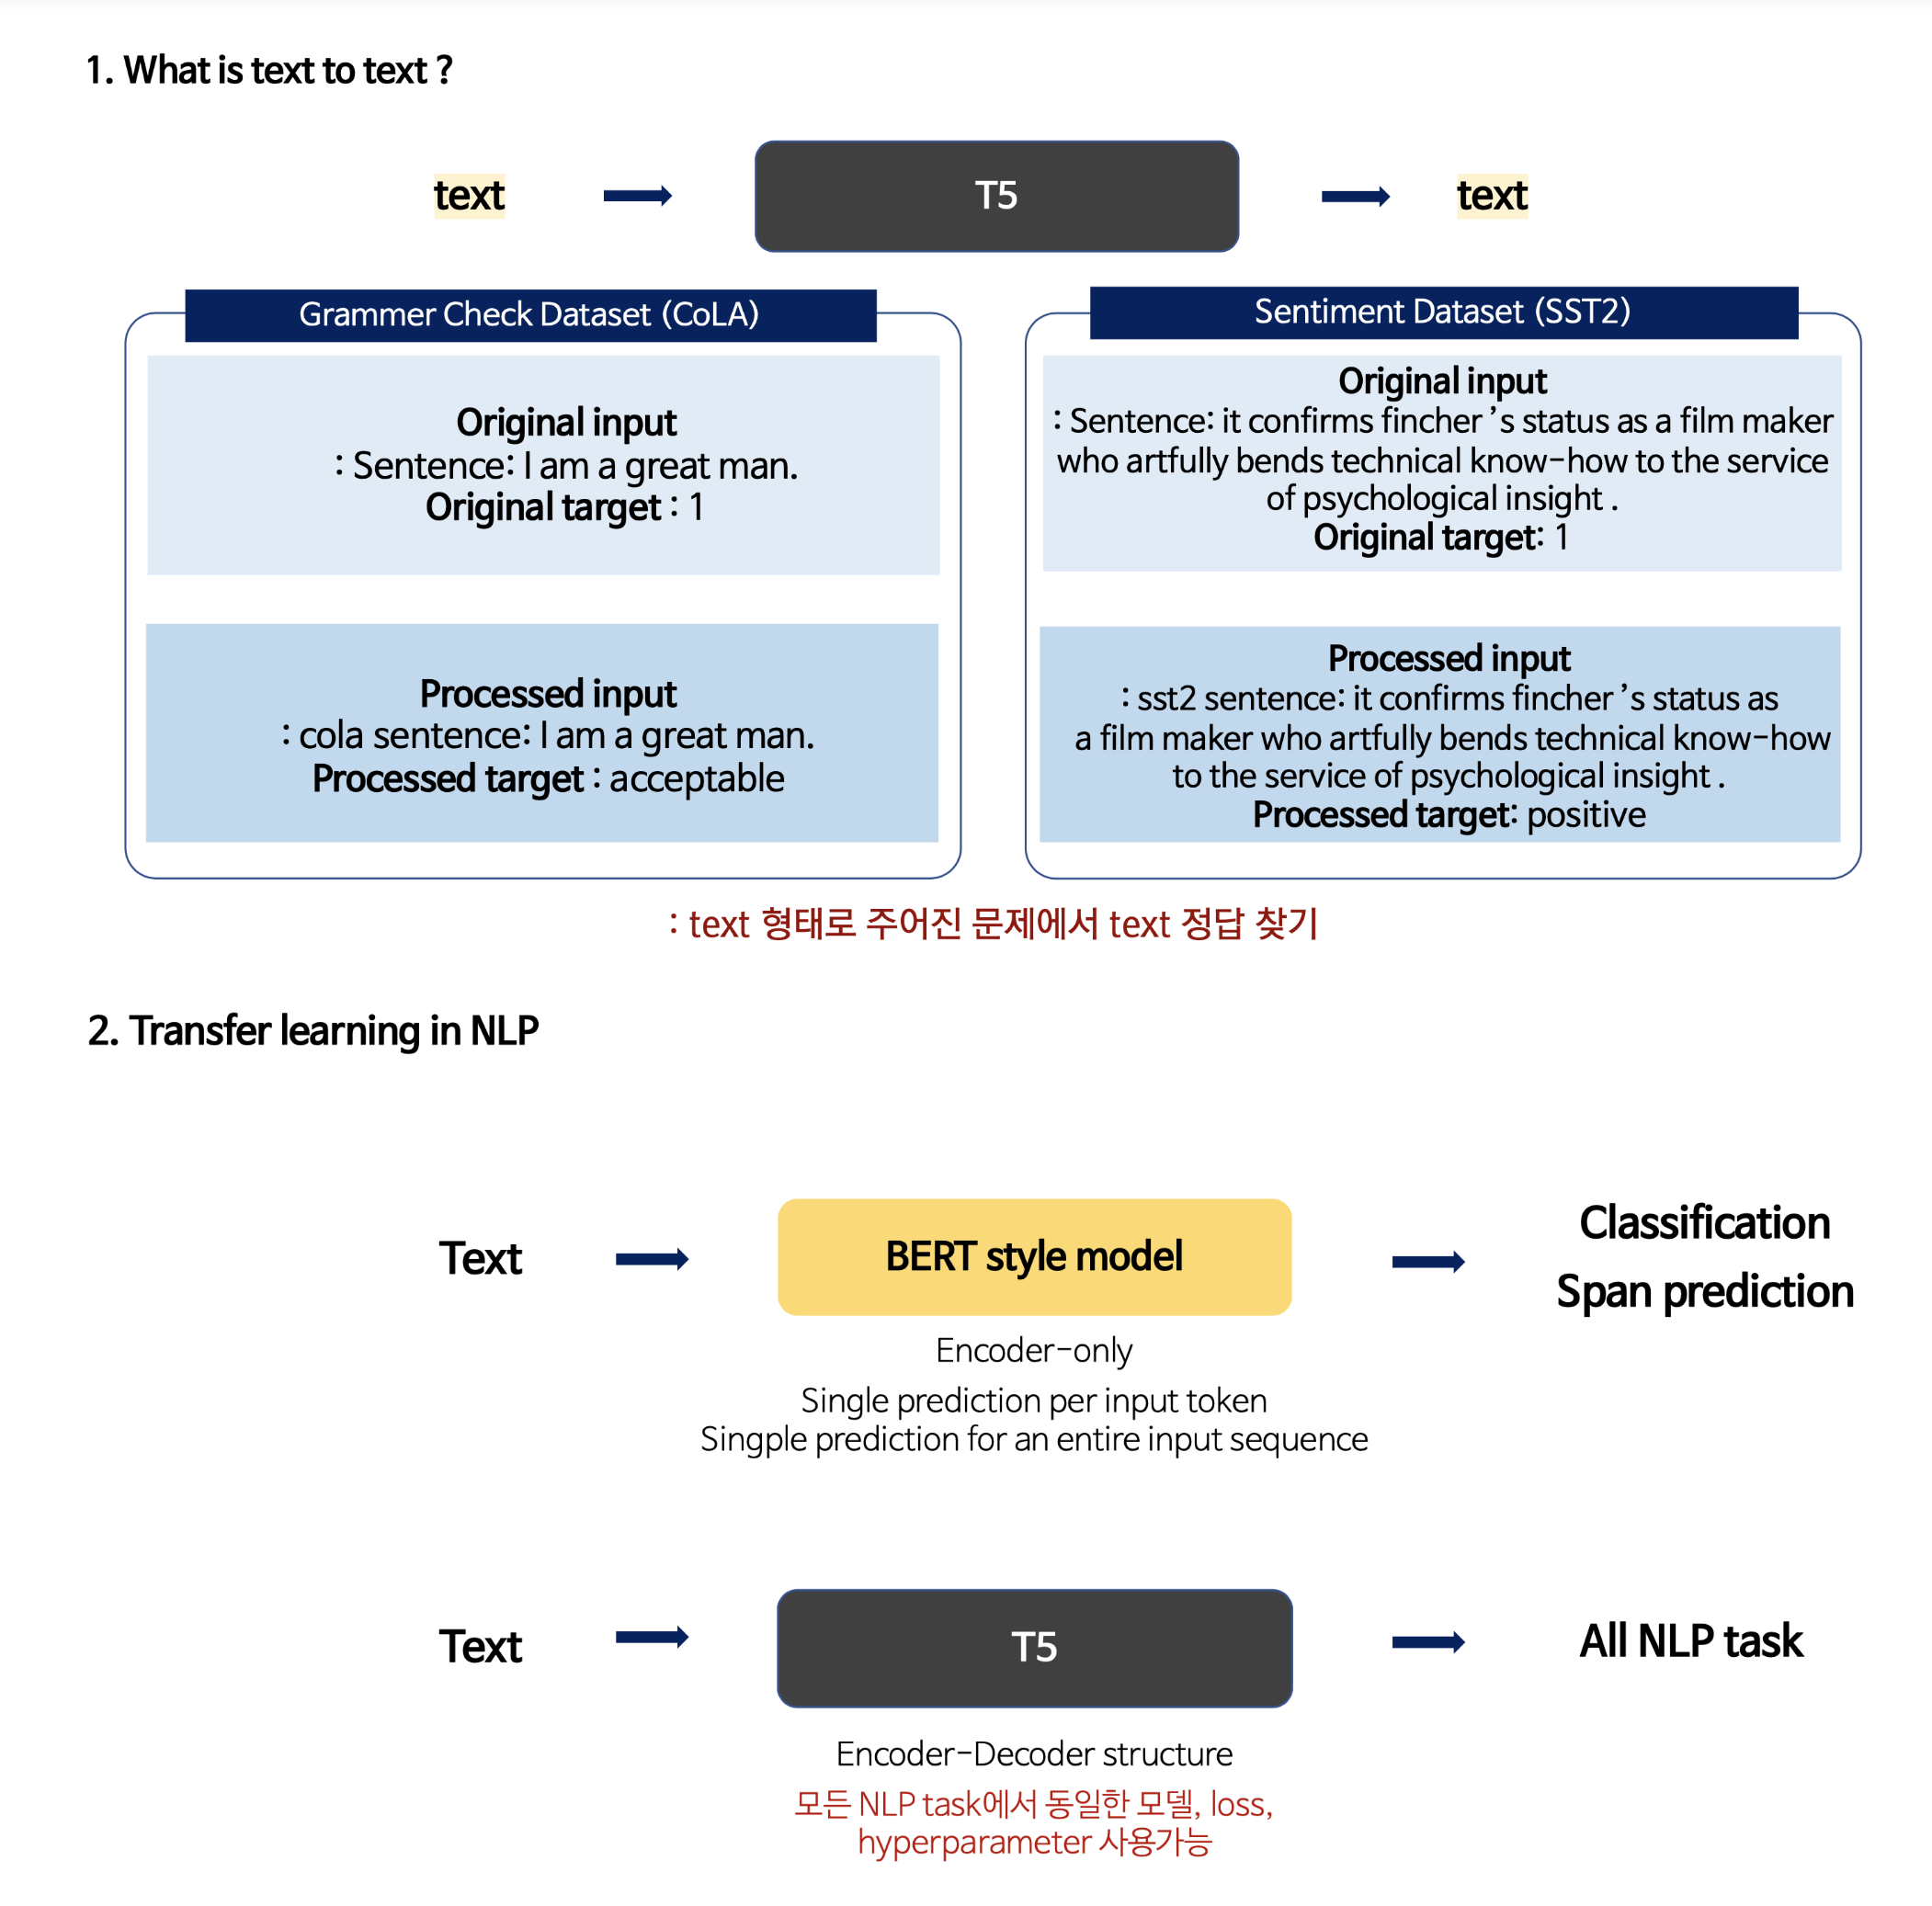 1. What is text to text ?
text
T5
text
Grammer Check Dataset (CoLA)
Original input
: Sentence: I am a great man.
Original target : 1
Processed input
: cola sentence: I am a great man.
Processed target : acceptable
Sentiment Dataset (SST2)
Original input
: Sentence: it confirms fincher ’s status as a film maker
who artfully bends technical know-how to the service
of psychological insight .
Original target: 1
Processed input
: sst2 sentence: it confirms fincher ’s status as
a film maker who artfully bends technical know-how
to the service of psychological insight .
Processed target: positive
: text 형태로 주어진 문제에서 text 정답 찾기
2. Transfer learning in NLP
Text
BERT style model
Classification
Span prediction
Encoder-only
Single prediction per input token
Singple prediction for an entire input sequence
Text
T5
All NLP task
Encoder-Decoder structure
모든 NLP task에서 동일한 모델, loss,
hyperparameter 사용가능